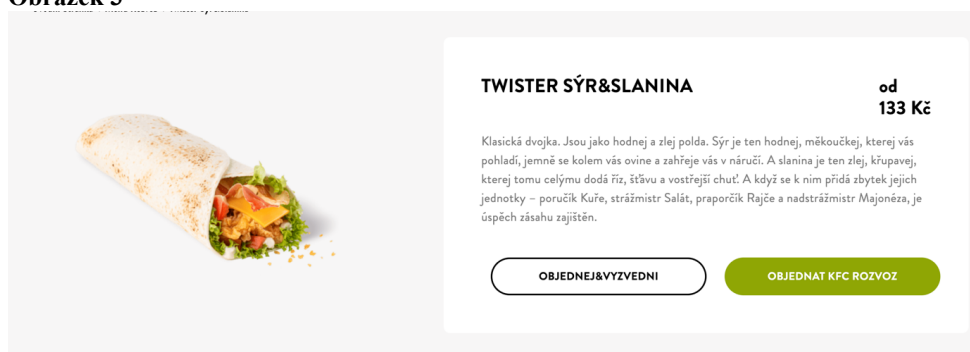 Obrázek 3
TWISTER SÝR&SLANINA
od
133 Kč
Klasická dvojka. Jsou jako hodnej a zlej polda. Sýr je ten hodnej, měkoučkej, kterej vás
pohladí, jemně se kolem vás ovine a zahřeje vás v náručí. A slanina je ten zlej, křupavej,
kterej tomu celýmu dodá říz, šťávu a vostřejší chuť. A když se k nim přidá zbytek jejich
jednotky – poručík Kuře, strážmistr Salát, praporčík Rajče a nadstrážmistr Majonéza, je
úspěch zásahu zajištěn.
OBJEDNEJ&VYZVEDNI
OBJEDNAT KFC ROZVOZ